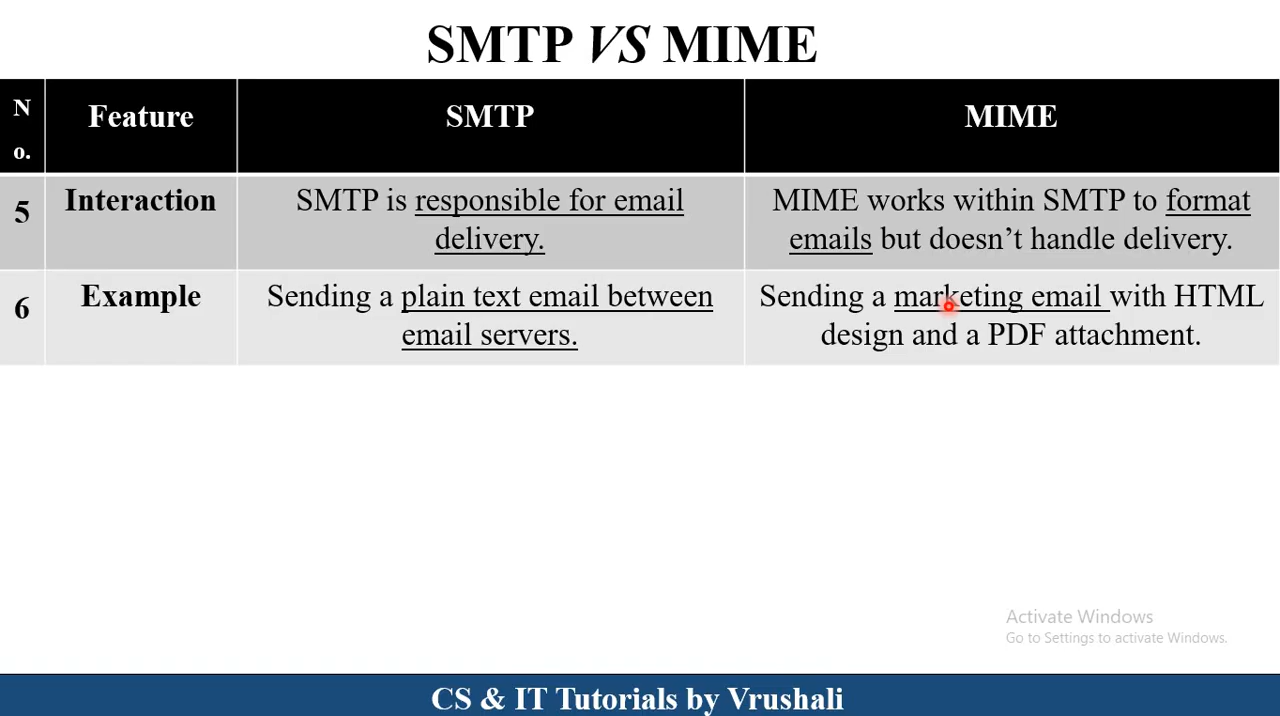 SMTP VS MIME
N
o.
Feature
SMTP
MIME
5
Interaction
SMTP is responsible for email
delivery.
MIME works within SMTP to format
emails but doesn’t handle delivery.
6
Example
Sending a plain text email between
email servers.
Sending a marketing email with HTML
design and a PDF attachment.
Activate Windows
Go to Settings to activate Windows.
CS & IT Tutorials by Vrushali